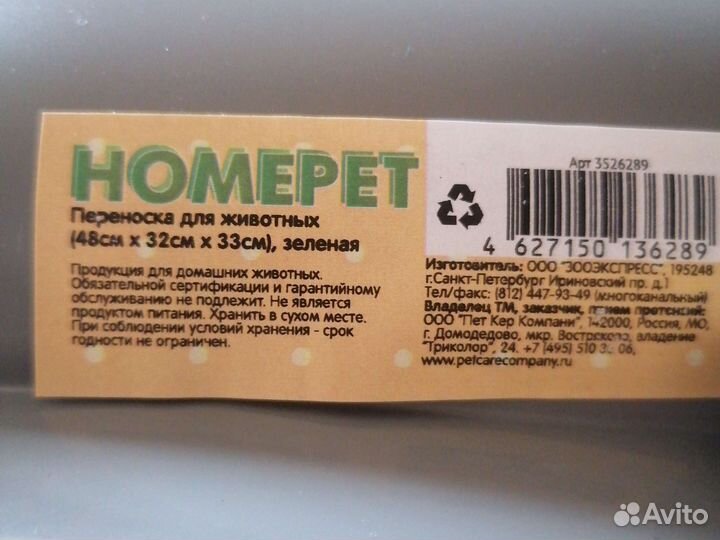 HOMEPET
Переноска для животных
(48см х 32см х 33см), зеленая
Продукция для домашних животных.
Обязательной сертификации и гарантийному
обслуживанию не подлежит. Не является
продуктом питания. Хранить в сухом месте.
При соблюдении условий хранения - срок
годности не ограничен.
Арт 3526289
4 627150 136289
Изготовитель: ООО "ЗООЭКСПРЕСС", 195248
г.Санкт-Петербург Ириновский пр. д.1
Тел/факс: (812) 447-93-49 (многоканальный)
Владелец ТМ, заказчик, прием претензий:
ООО "Пет Кер Компани", 142000, Россия, МО,
г. Домодедово, мкр. Востряково, владение
"Триколор", 24. +7 (495) 510 06,
www.petcarecompany.ru
Avito